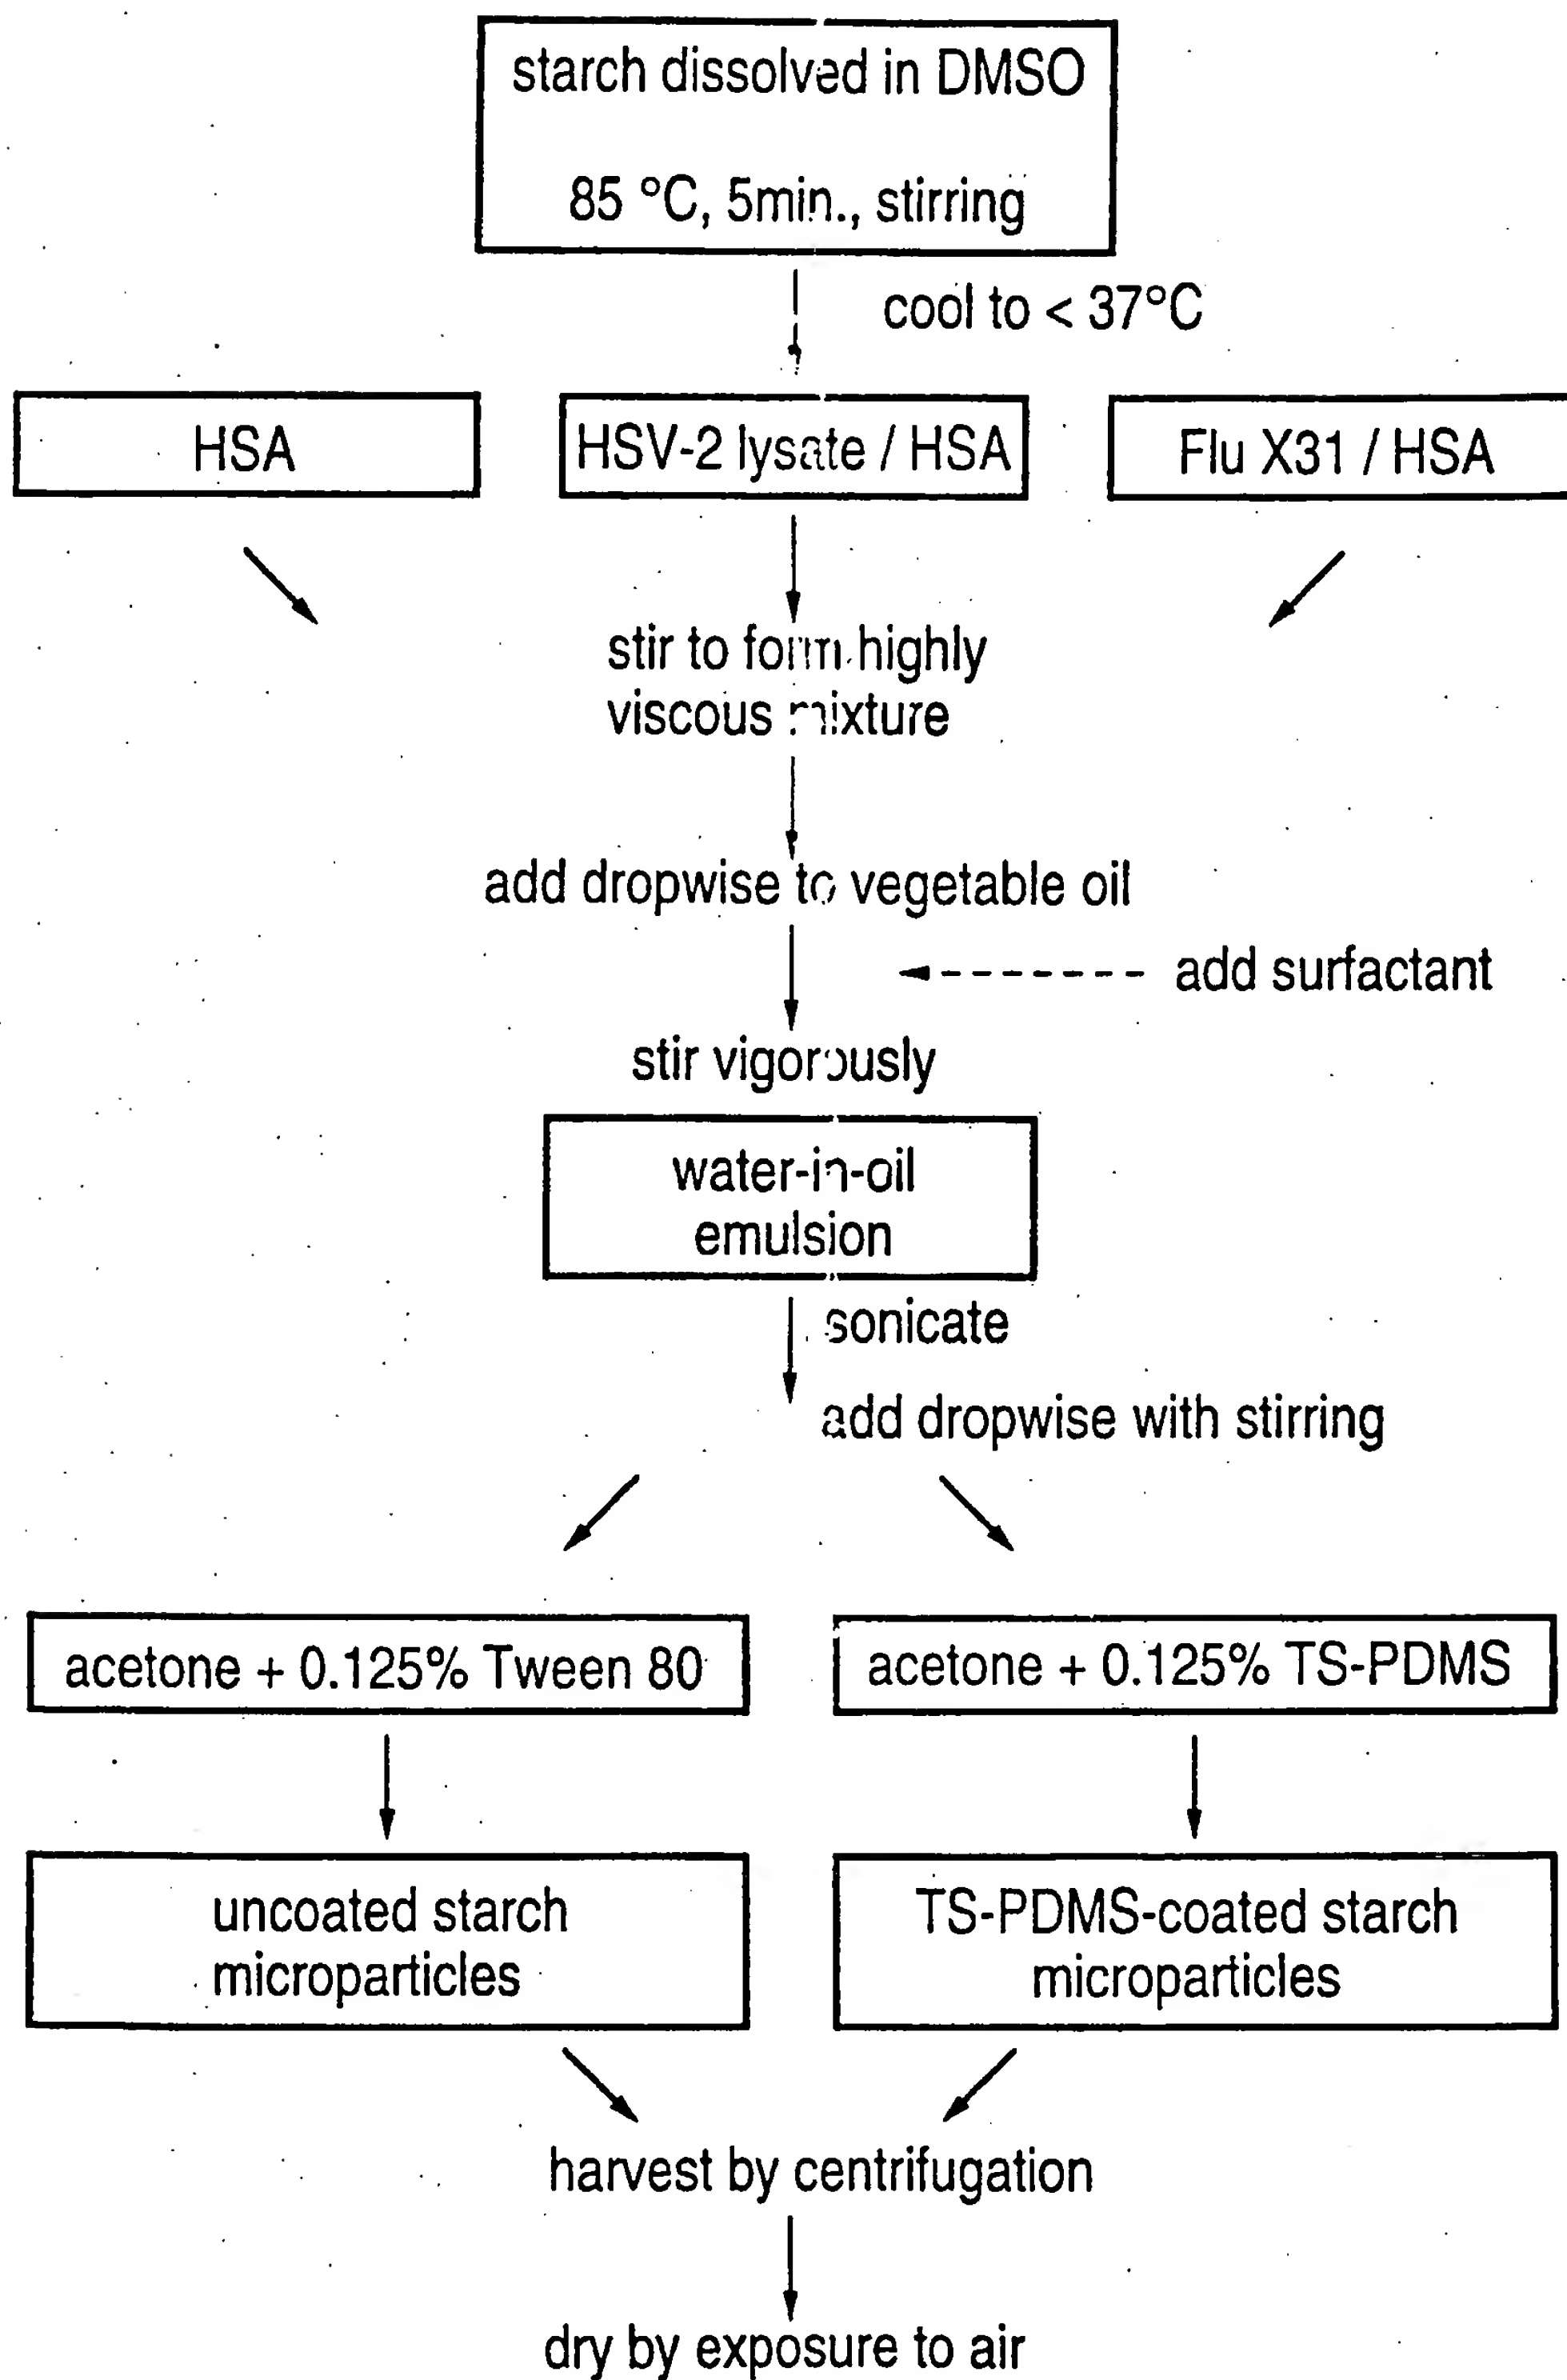 starch dissolved in DMSO
85 °C, 5min., stirring
cool to < 37°C
HSA
HSV-2 lysate / HSA
Flu X31 / HSA
stir to form highly
viscous mixture
add dropwise to vegetable oil
add surfactant
stir vigorously
water-in-oil
emulsion
sonicate
add dropwise with stirring
acetone + 0.125% Tween 80
acetone + 0.125% TS-PDMS
uncoated starch
microparticles
TS-PDMS-coated starch
microparticles
harvest by centrifugation
dry by exposure to air